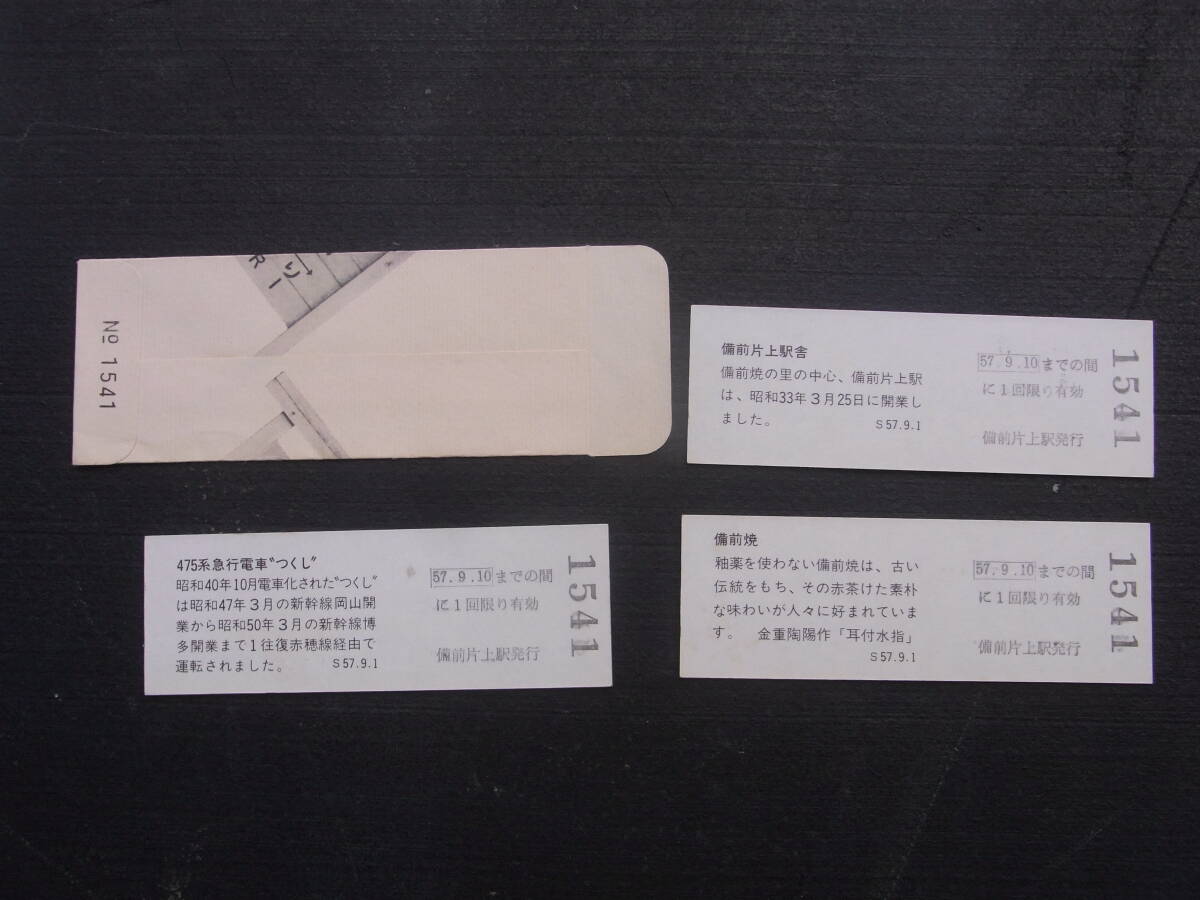 No 1541
RI
り
備前片上駅舎
備前焼の里の中心、備前片上駅
は、昭和33年3月25日に開業し
ました。 S57.9.1
57.9.10までの間
に1回限り有効
備前片上駅発行
1541
475系急行電車“つくし”
昭和40年10月電車化された“つくし”
は昭和47年3月の新幹線岡山開
業から昭和50年3月の新幹線博
多開業まで1往復赤穂線経由で
運転されました。 S57.9.1
57.9.10までの間
に1回限り有効
備前片上駅発行
1541
備前焼
釉薬を使わない備前焼は、古い
伝統をもち、その赤茶けた素朴
な味わいが人々に好まれていま
す。 金重陶陽作「耳付水指」
S57.9.1
57.9.10までの間
に1回限り有効
備前片上駅発行
1541